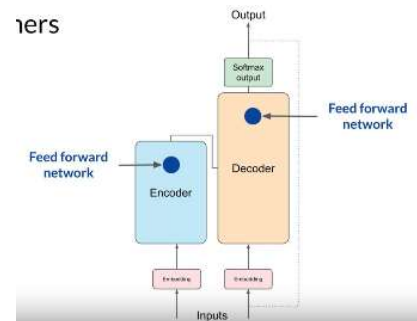 ners
Output
Softmax
output
Feed forward
network
Feed forward
network
Encoder
Decoder
Embedding
Embedding
Inputs